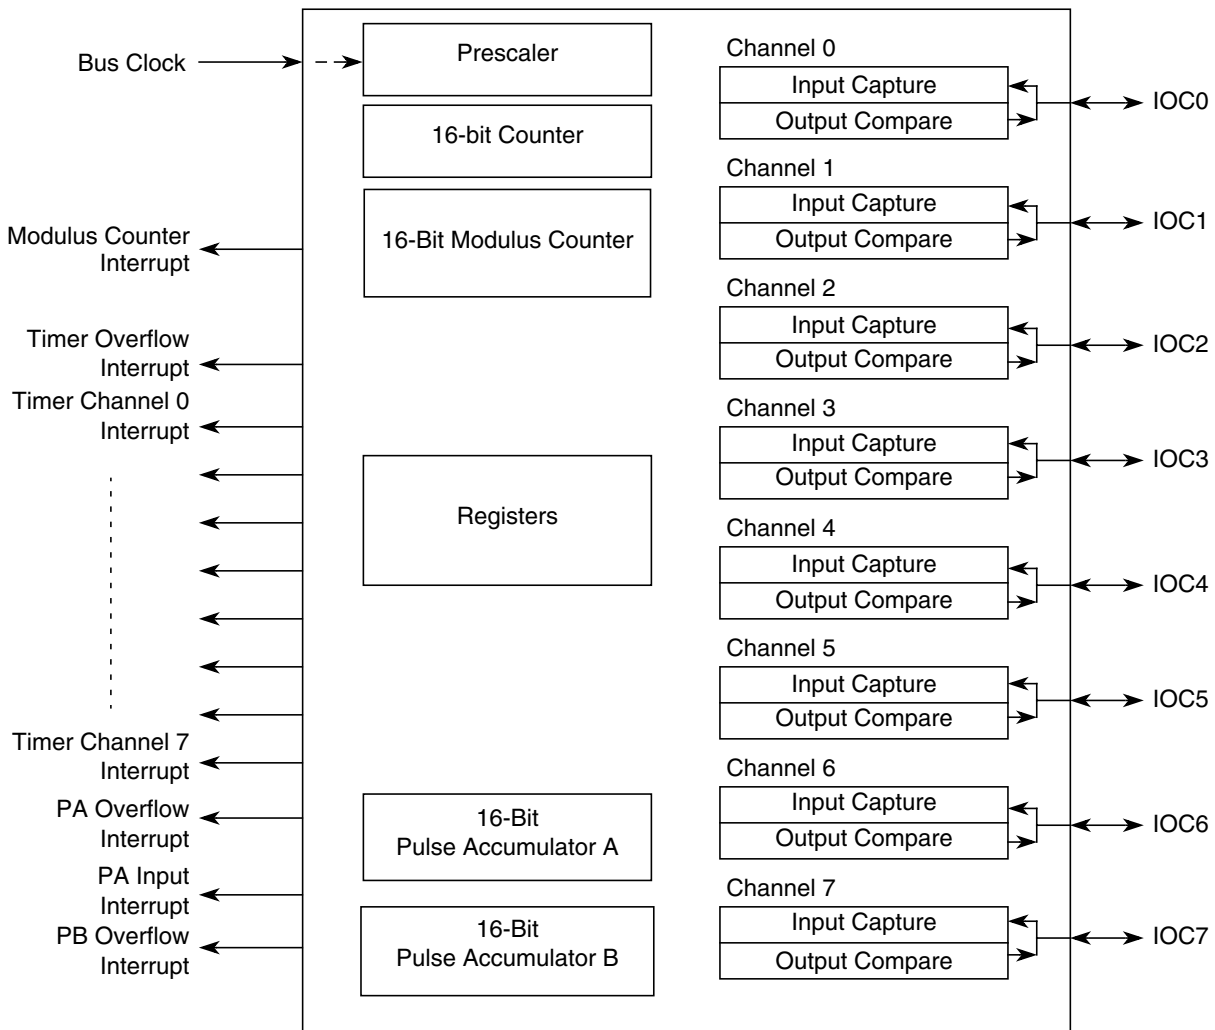 Bus Clock
Modulus Counter
Interrupt
Timer Overflow
Interrupt
Timer Channel 0
Interrupt
Timer Channel 7
Interrupt
PA Overflow
Interrupt
PA Input
Interrupt
PB Overflow
Interrupt
Prescaler
16-bit Counter
16-Bit Modulus Counter
Registers
16-Bit
Pulse Accumulator A
16-Bit
Pulse Accumulator B
Channel 0
Input Capture
Output Compare
IOC0
Channel 1
Input Capture
Output Compare
IOC1
Channel 2
Input Capture
Output Compare
IOC2
Channel 3
Input Capture
Output Compare
IOC3
Channel 4
Input Capture
Output Compare
IOC4
Channel 5
Input Capture
Output Compare
IOC5
Channel 6
Input Capture
Output Compare
IOC6
Channel 7
Input Capture
Output Compare
IOC7